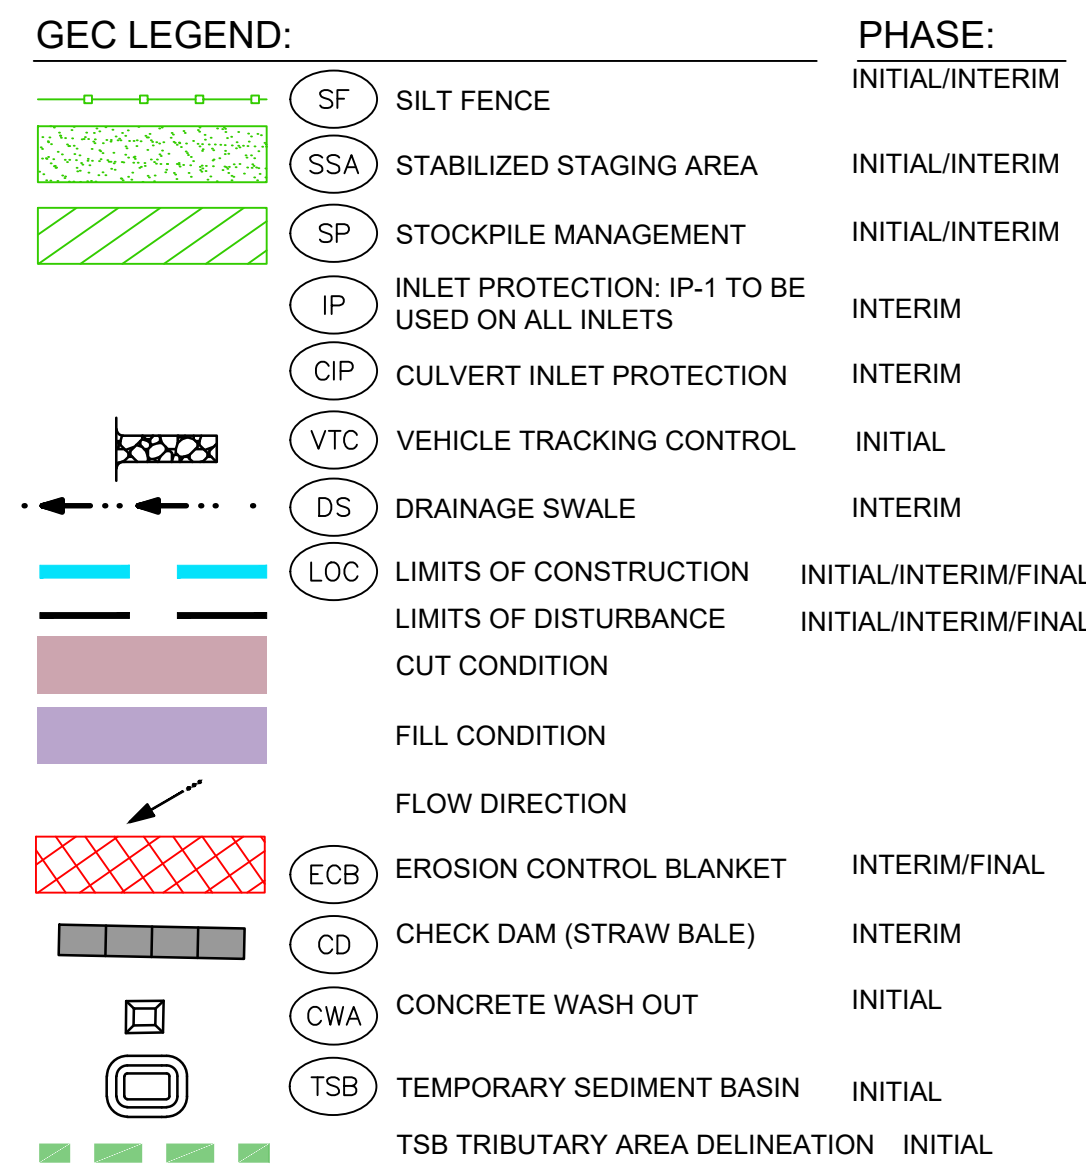 GEC LEGEND: PHASE:
SF SILT FENCE INITIAL/INTERIM
SSA STABILIZED STAGING AREA INITIAL/INTERIM
SP STOCKPILE MANAGEMENT INITIAL/INTERIM
IP INLET PROTECTION: IP-1 TO BE
USED ON ALL INLETS INTERIM
CIP CULVERT INLET PROTECTION INTERIM
VTC VEHICLE TRACKING CONTROL INITIAL
DS DRAINAGE SWALE INTERIM
LOC LIMITS OF CONSTRUCTION INITIAL/INTERIM/FINAL
LIMITS OF DISTURBANCE INITIAL/INTERIM/FINAL
CUT CONDITION
FILL CONDITION
FLOW DIRECTION
ECB EROSION CONTROL BLANKET INTERIM/FINAL
CD CHECK DAM (STRAW BALE) INTERIM
CWA CONCRETE WASH OUT INITIAL
TSB TEMPORARY SEDIMENT BASIN INITIAL
TSB TRIBUTARY AREA DELINEATION INITIAL